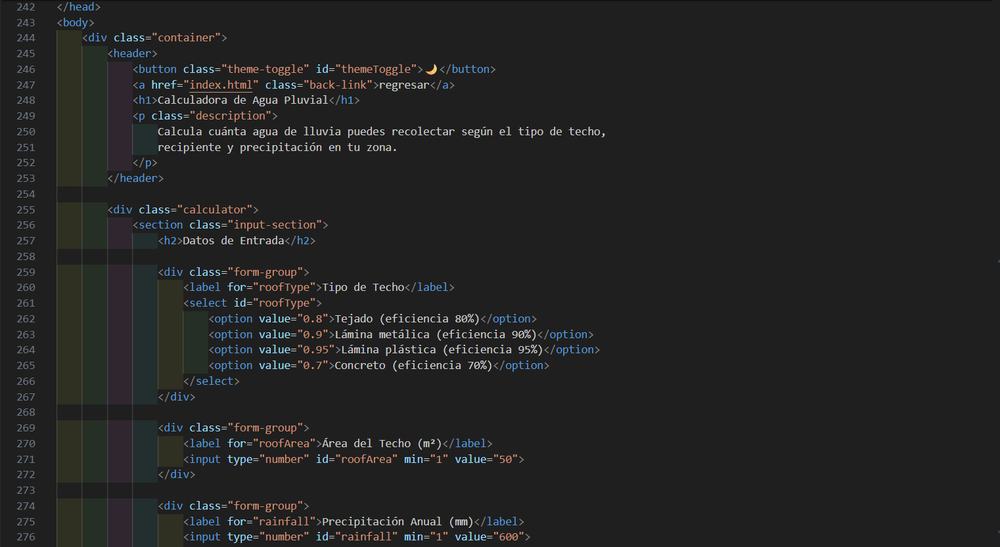 242 </head>
243 <body>
244 <div class="container">
245 <header>
246 <button class="theme-toggle" id="themeToggle">🌙</button>
247 <a href="index.html" class="back-link">regresar</a>
248 <h1>Calculadora de Agua Pluvial</h1>
249 <p class="description">
250 Calcula cuánta agua de lluvia puedes recolectar según el tipo de techo,
251 recipiente y precipitación en tu zona.
252 </p>
253 </header>
254
255 <div class="calculator">
256 <section class="input-section">
257 <h2>Datos de Entrada</h2>
258
259 <div class="form-group">
260 <label for="roofType">Tipo de Techo</label>
261 <select id="roofType">
262 <option value="0.8">Tejado (eficiencia 80%)</option>
263 <option value="0.9">Lámina metálica (eficiencia 90%)</option>
264 <option value="0.95">Lámina plástica (eficiencia 95%)</option>
265 <option value="0.7">Concreto (eficiencia 70%)</option>
266 </select>
267 </div>
268
269 <div class="form-group">
270 <label for="roofArea">Área del Techo (m²)</label>
271 <input type="number" id="roofArea" min="1" value="50">
272 </div>
273
274 <div class="form-group">
275 <label for="rainfall">Precipitación Anual (mm)</label>
276 <input type="number" id="rainfall" min="1" value="600">